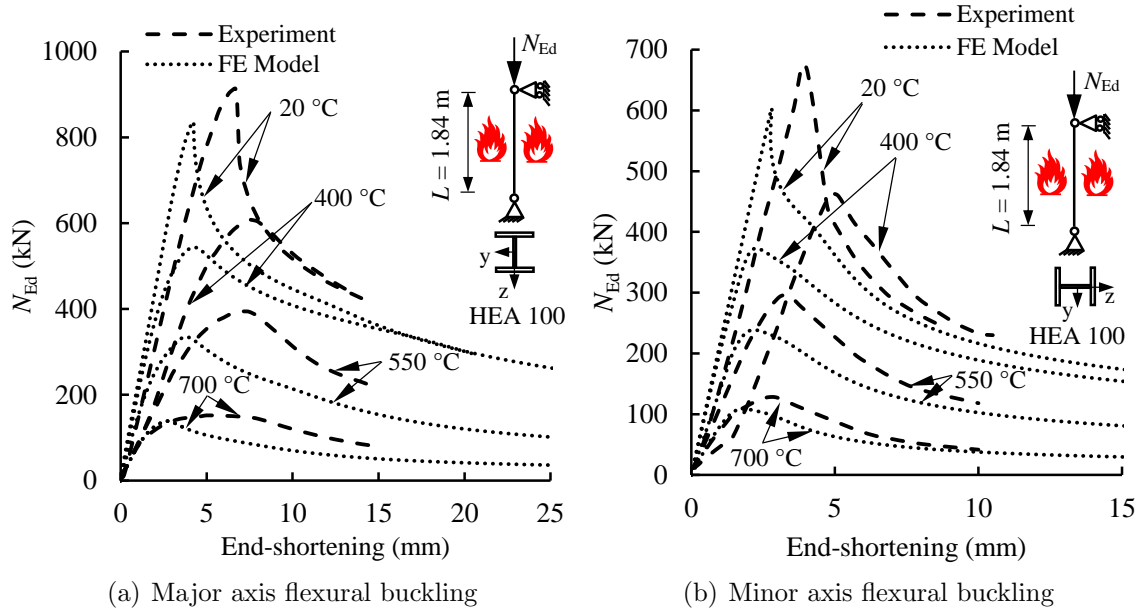 Experiment
FE Model
N_Ed
L = 1.84 m
20 °C
400 °C
550 °C
700 °C
1000
800
600
400
200
0
N_Ed (kN)
0 5 10 15 20 25
End-shortening (mm)
y
z
HEA 100
(a) Major axis flexural buckling
Experiment
FE Model
N_Ed
L = 1.84 m
20 °C
400 °C
550 °C
700 °C
700
600
500
400
300
200
100
0
N_Ed (kN)
0 5 10 15
End-shortening (mm)
z
y
HEA 100
(b) Minor axis flexural buckling